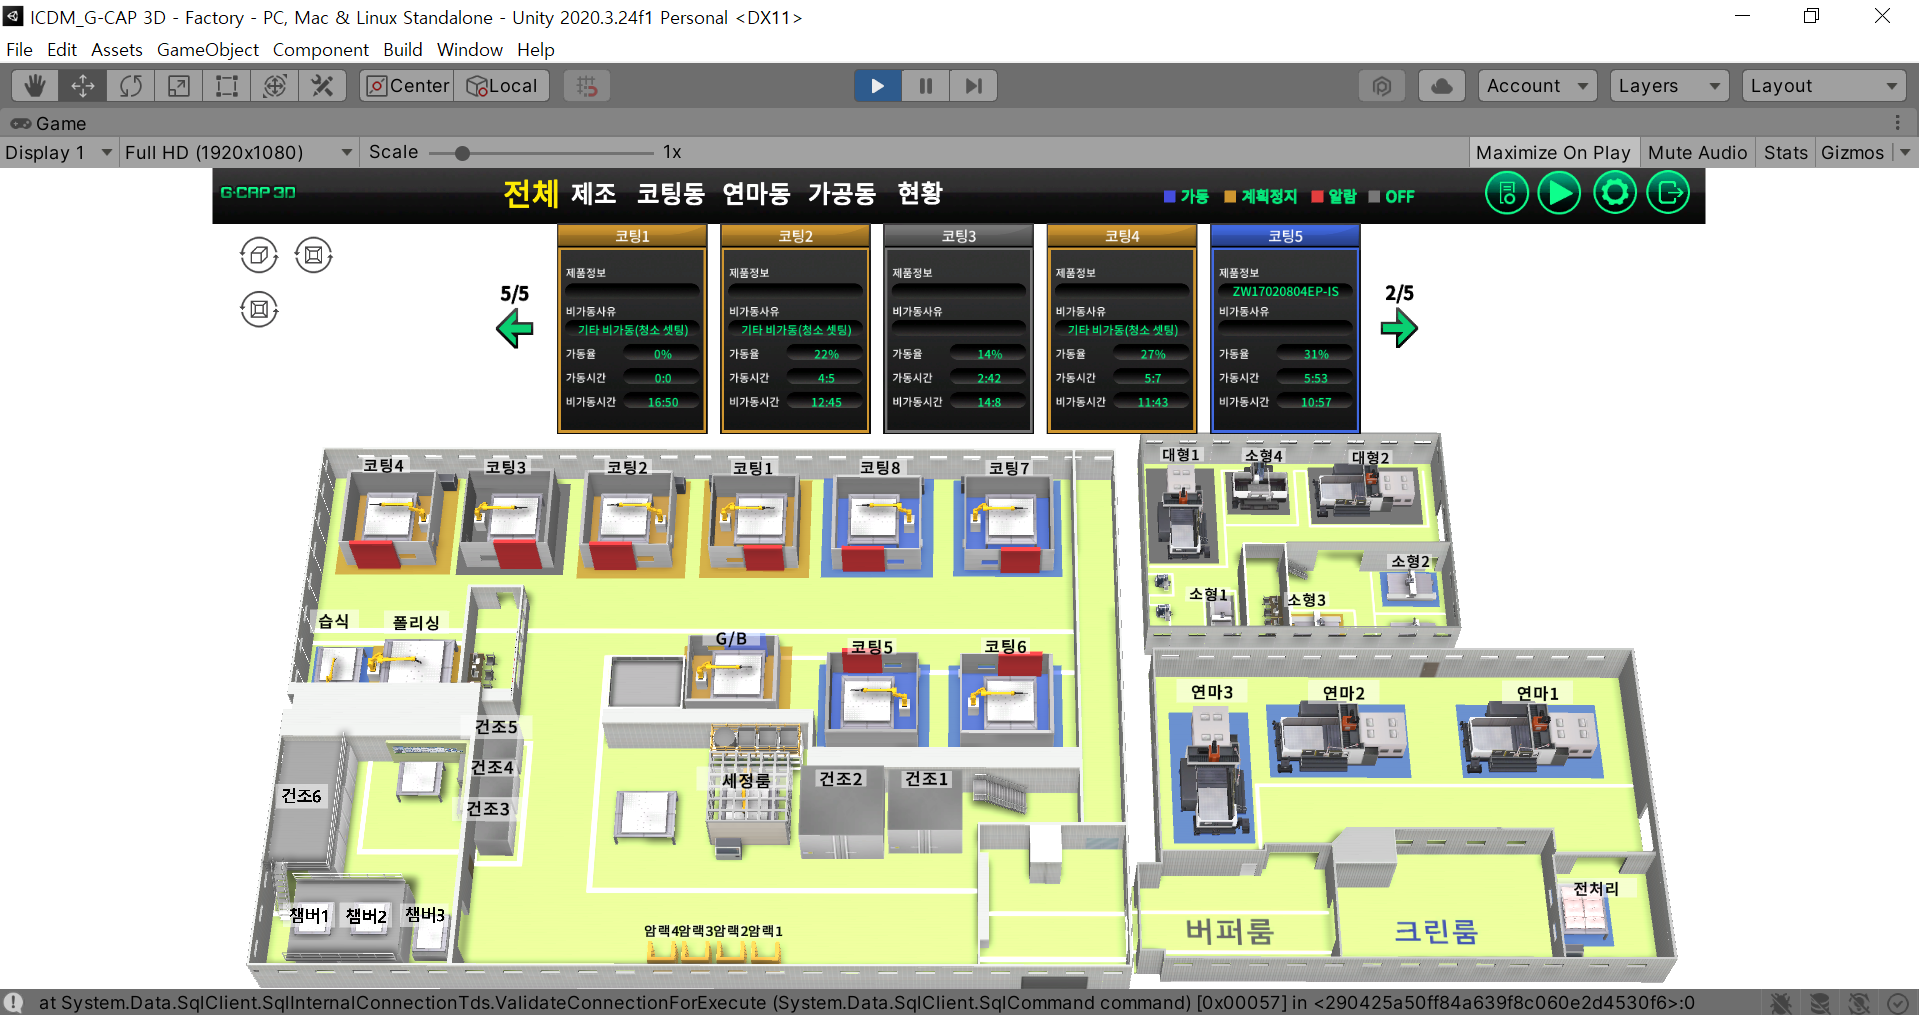 ICDM_G-CAP 3D - Factory - PC, Mac & Linux Standalone - Unity 2020.3.24f1 Personal <DX11>
File Edit Assets GameObject Component Build Window Help
Center Local Account Layers Layout
Game
Display 1 Full HD (1920x1080) Scale 1x Maximize On Play Mute Audio Stats Gizmos
G·CAP 3D 전체 제조 코팅동 연마동 가공동 현황 가동 계획정지 알람 OFF
5/5
코팅1
제품정보
비가동사유
기타 비가동(청소 셋팅)
가동율 0%
가동시간 0:0
비가동시간 16:50
코팅2
제품정보
비가동사유
기타 비가동(청소 셋팅)
가동율 22%
가동시간 4:5
비가동시간 12:45
코팅3
제품정보
비가동사유
가동율 14%
가동시간 2:42
비가동시간 14:8
코팅4
제품정보
비가동사유
기타 비가동(청소 셋팅)
가동율 27%
가동시간 5:7
비가동시간 11:43
코팅5
제품정보
ZW17020804EP-IS
비가동사유
가동율 31%
가동시간 5:53
비가동시간 10:57
2/5
코팅4 코팅3 코팅2 코팅1 코팅8 코팅7
대형1 소형4 대형2
소형2
소형1 소형3
습식 폴리싱 G/B 코팅5 코팅6
연마3 연마2 연마1
건조5
건조4
건조6 건조3
세정룸 건조2 건조1
전처리
챔버1 챔버2 챔버3
암랙4 암랙3 암랙2 암랙1
버퍼룸 크린룸
at System.Data.SqlClient.SqlInternalConnectionTds.ValidateConnectionForExecute (System.Data.SqlClient.SqlCommand command) [0x00057] in <290425a50ff84a639f8c060e2d4530f6>:0